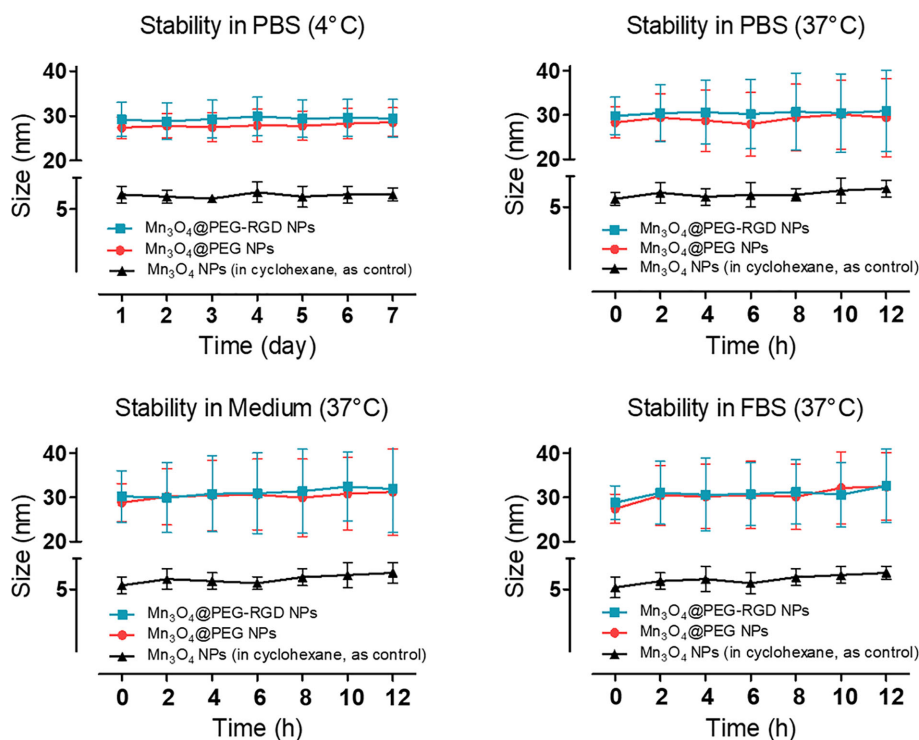 Stability in PBS (4°C)
Size (nm)
40
30
20
5
Mn₃O₄@PEG-RGD NPs
Mn₃O₄@PEG NPs
Mn₃O₄ NPs (in cyclohexane, as control)
1 2 3 4 5 6 7
Time (day)
Stability in PBS (37°C)
Size (nm)
40
30
20
5
Mn₃O₄@PEG-RGD NPs
Mn₃O₄@PEG NPs
Mn₃O₄ NPs (in cyclohexane, as control)
0 2 4 6 8 10 12
Time (h)
Stability in Medium (37°C)
Size (nm)
40
30
20
5
Mn₃O₄@PEG-RGD NPs
Mn₃O₄@PEG NPs
Mn₃O₄ NPs (in cyclohexane, as control)
0 2 4 6 8 10 12
Time (h)
Stability in FBS (37°C)
Size (nm)
40
30
20
5
Mn₃O₄@PEG-RGD NPs
Mn₃O₄@PEG NPs
Mn₃O₄ NPs (in cyclohexane, as control)
0 2 4 6 8 10 12
Time (h)